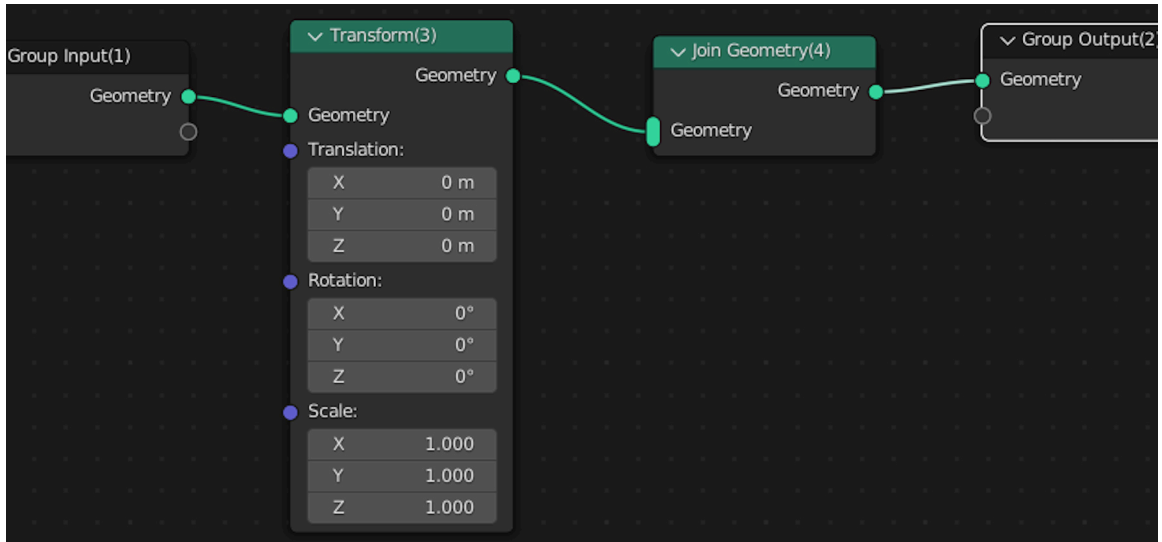 Group Input(1)
Geometry
Transform(3)
Geometry
Geometry
Translation:
X 0 m
Y 0 m
Z 0 m
Rotation:
X 0°
Y 0°
Z 0°
Scale:
X 1.000
Y 1.000
Z 1.000
Join Geometry(4)
Geometry
Geometry
Group Output(2)
Geometry